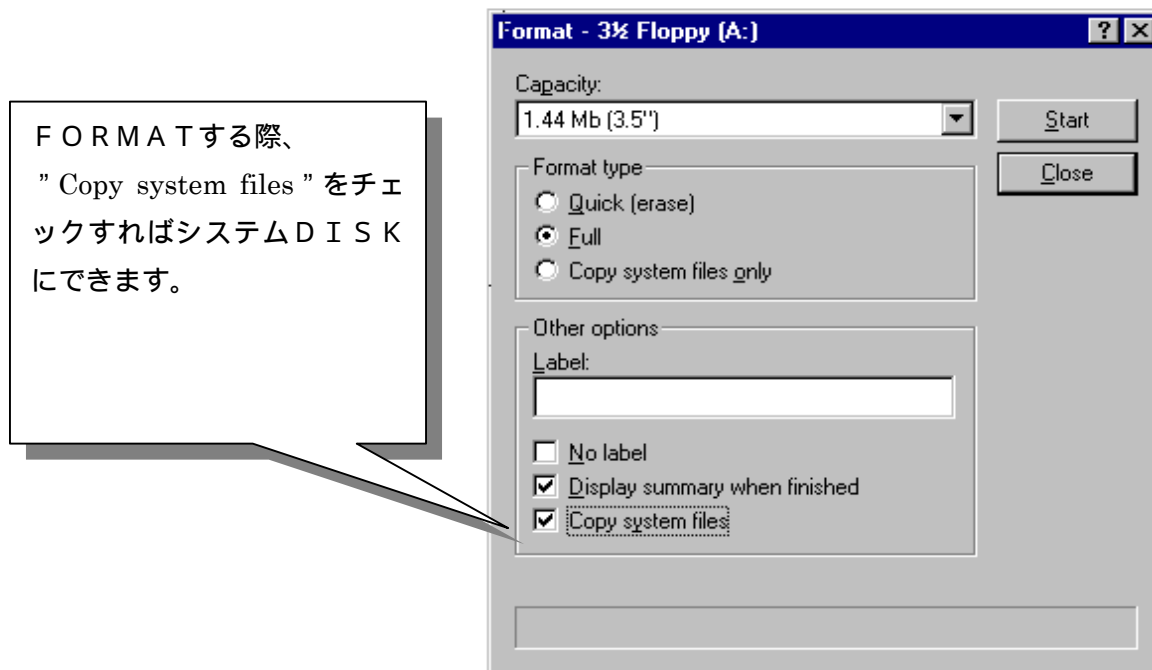 Format - 3½ Floppy (A:)
Capacity:
1.44 Mb (3.5")
Start
Close
Format type
Quick (erase)
Full
Copy system files only
Other options
Label:
No label
Display summary when finished
Copy system files
ＦＯＲＭＡＴする際、
”Copy system files”をチェ
ックすればシステムＤＩＳＫ
にできます。